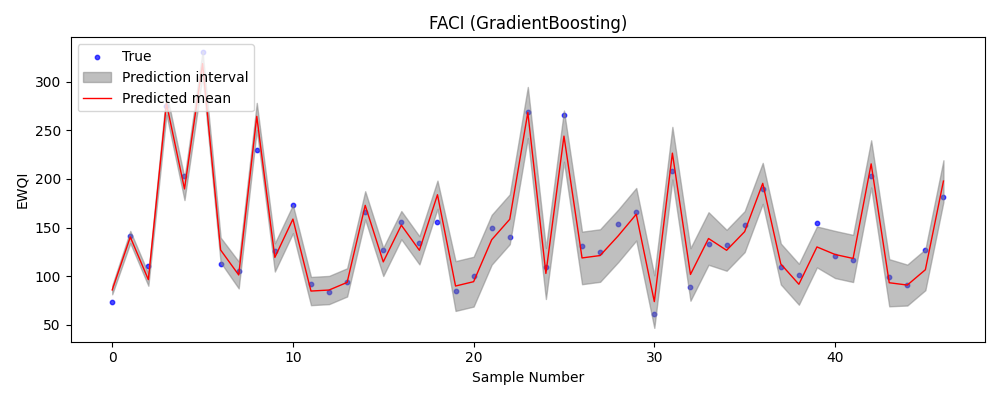 FACI (GradientBoosting)
True
Prediction interval
Predicted mean
EWQI
300
250
200
150
100
50
0 10 20 30 40
Sample Number